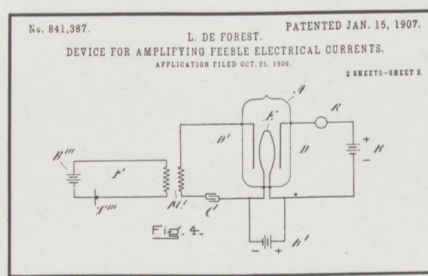 No. 841,387.
PATENTED JAN. 15, 1907.
L. DE FOREST.
DEVICE FOR AMPLIFYING FEEBLE ELECTRICAL CURRENTS.
APPLICATION FILED OCT. 25, 1906.
2 SHEETS—SHEET 2.
A
E
R
D'
D
B
+
-
B'''
F'
T'''
M'
C'
Fig. 4.
- +